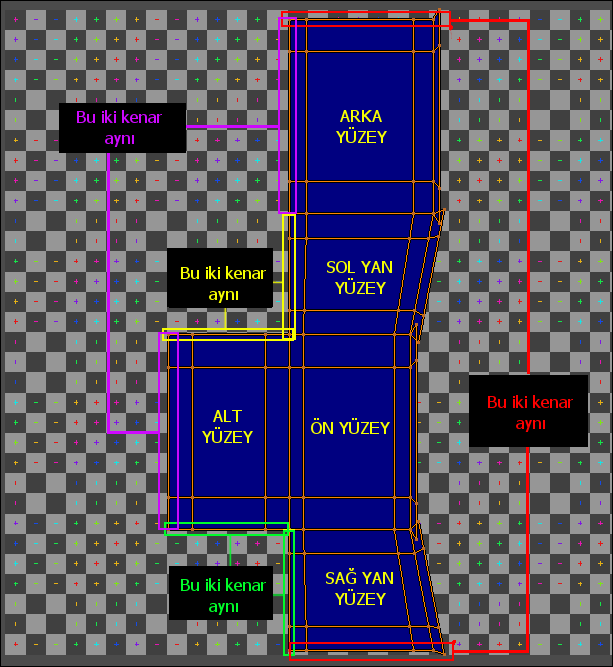 ARKA
YÜZEY
Bu iki kenar
aynı
Bu iki kenar
aynı
SOL YAN
YÜZEY
ALT
YÜZEY
ÖN YÜZEY
Bu iki kenar
aynı
Bu iki kenar
aynı
SAĞ YAN
YÜZEY